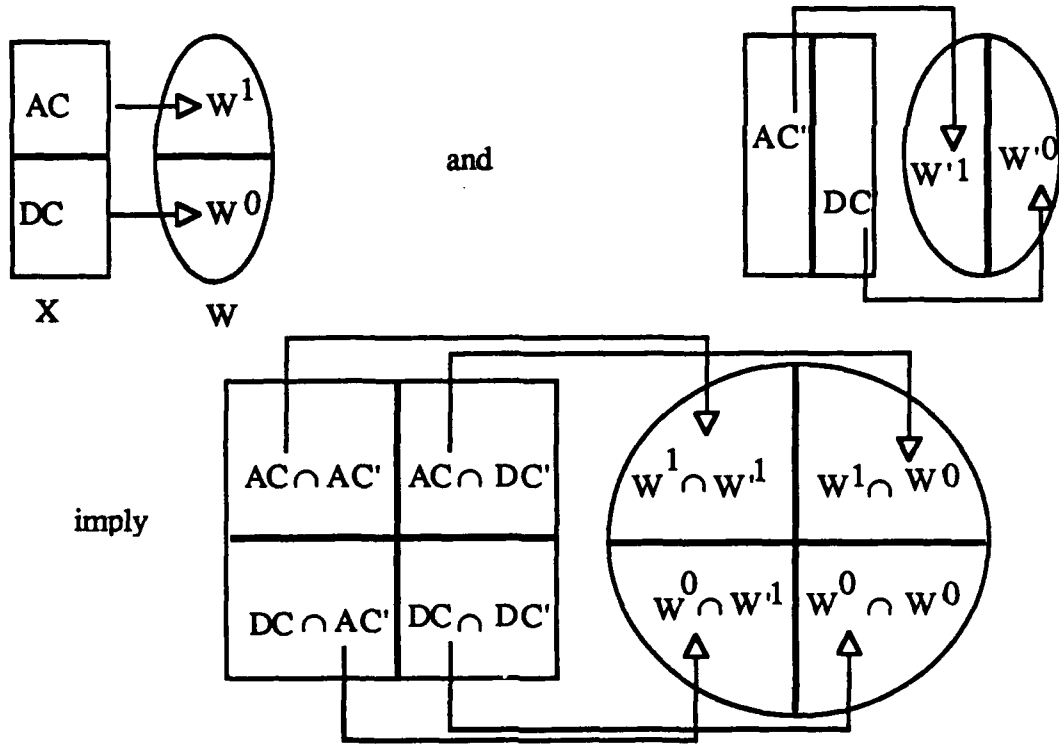 AC W¹
DC W⁰
X W
and
AC' DC W'¹ W'⁰
imply
AC ∩ AC' AC ∩ DC'
DC ∩ AC' DC ∩ DC'
W¹ ∩ W'¹ W¹ ∩ W⁰
W⁰ ∩ W'¹ W⁰ ∩ W⁰